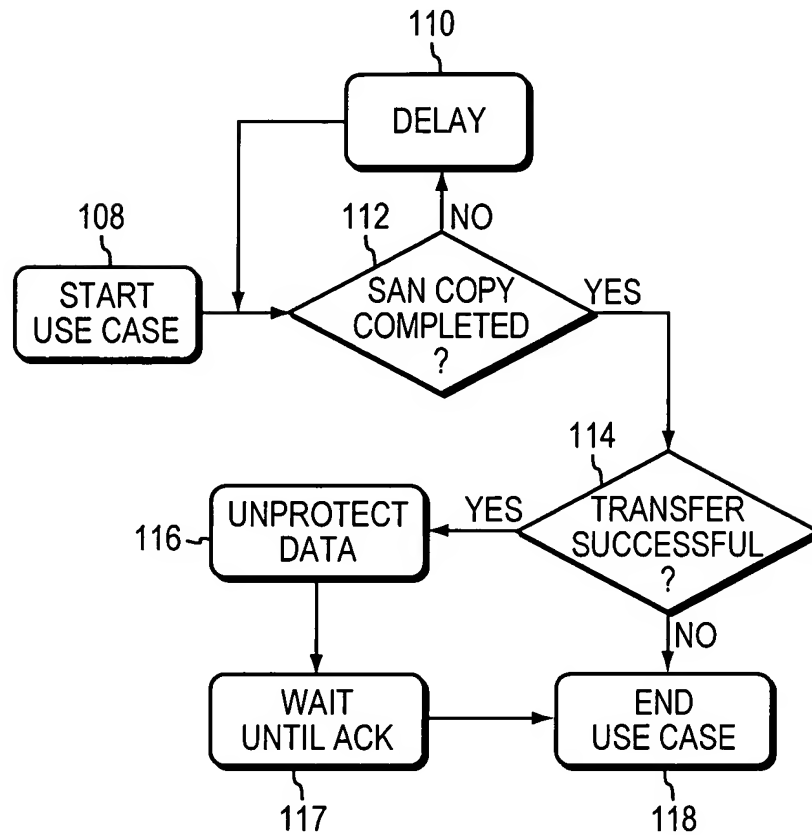 110
DELAY
NO
108
START
USE CASE
112
SAN COPY
COMPLETED
?
YES
114
TRANSFER
SUCCESSFUL
?
YES
NO
116
UNPROTECT
DATA
WAIT
UNTIL ACK
117
END
USE CASE
118